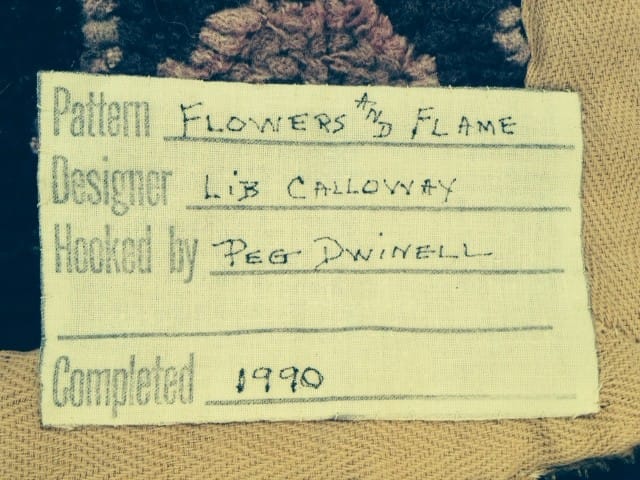 Pattern FLOWERS AND FLAME
Designer LIB CALLOWAY
Hooked by PEG DWINELL
Completed 1990